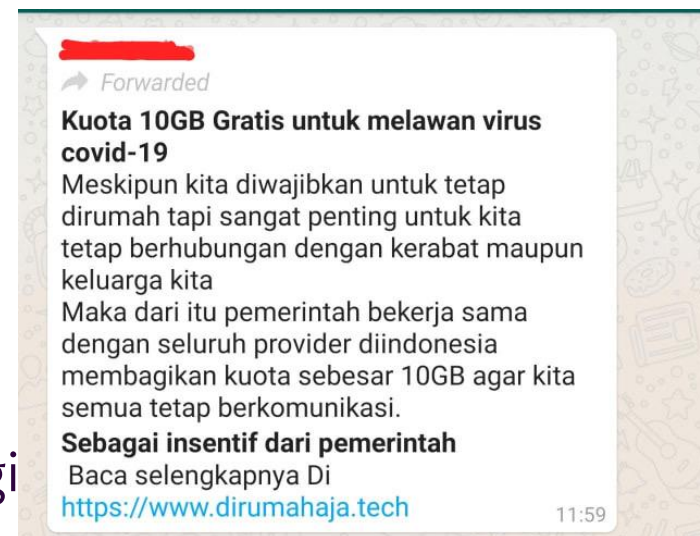 Forwarded
Kuota 10GB Gratis untuk melawan virus
covid-19
Meskipun kita diwajibkan untuk tetap
dirumah tapi sangat penting untuk kita
tetap berhubungan dengan kerabat maupun
keluarga kita
Maka dari itu pemerintah bekerja sama
dengan seluruh provider diindonesia
membagikan kuota sebesar 10GB agar kita
semua tetap berkomunikasi.
Sebagai insentif dari pemerintah
Baca selengkapnya Di
gi
https://www.dirumahaja.tech
11:59